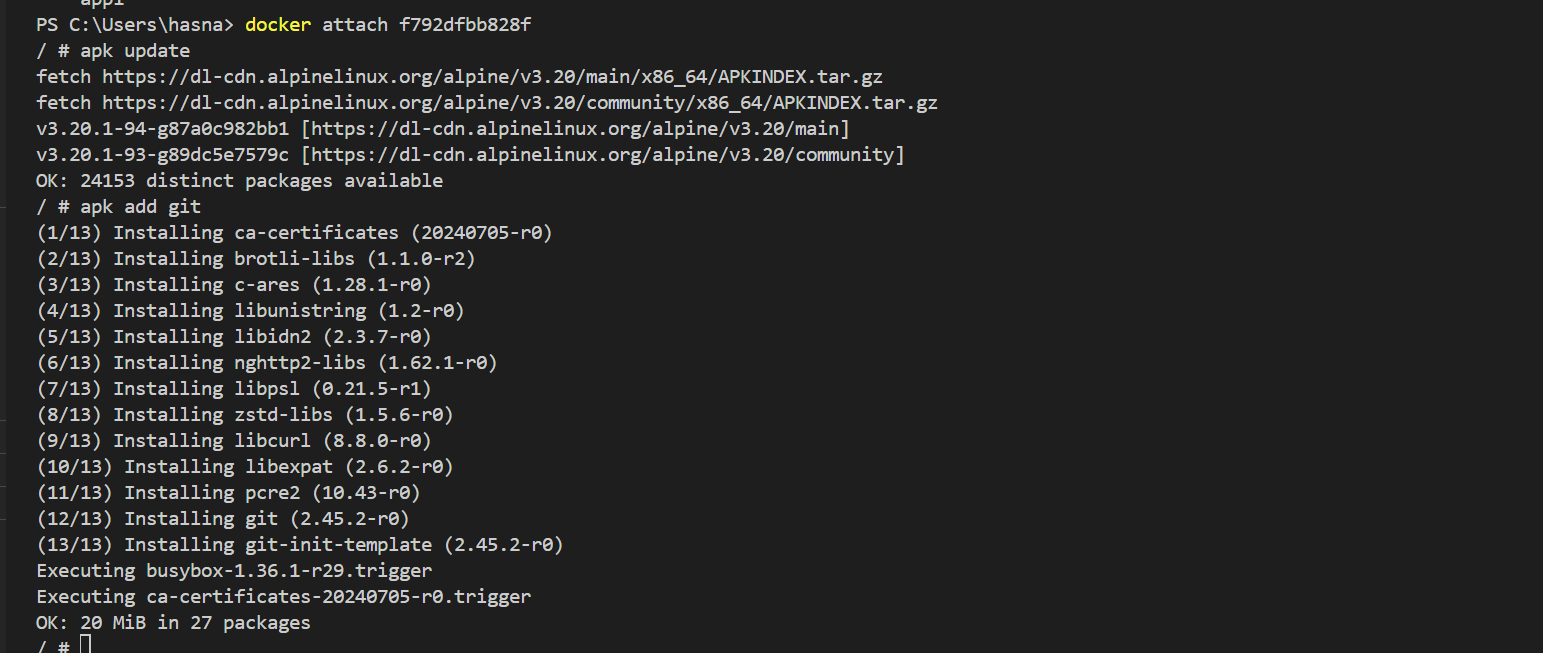 PS C:\Users\hasna> docker attach f792dfbb828f
/ # apk update
fetch https://dl-cdn.alpinelinux.org/alpine/v3.20/main/x86_64/APKINDEX.tar.gz
fetch https://dl-cdn.alpinelinux.org/alpine/v3.20/community/x86_64/APKINDEX.tar.gz
v3.20.1-94-g87a0c982bb1 [https://dl-cdn.alpinelinux.org/alpine/v3.20/main]
v3.20.1-93-g89dc5e7579c [https://dl-cdn.alpinelinux.org/alpine/v3.20/community]
OK: 24153 distinct packages available
/ # apk add git
(1/13) Installing ca-certificates (20240705-r0)
(2/13) Installing brotli-libs (1.1.0-r2)
(3/13) Installing c-ares (1.28.1-r0)
(4/13) Installing libunistring (1.2-r0)
(5/13) Installing libidn2 (2.3.7-r0)
(6/13) Installing nghttp2-libs (1.62.1-r0)
(7/13) Installing libpsl (0.21.5-r1)
(8/13) Installing zstd-libs (1.5.6-r0)
(9/13) Installing libcurl (8.8.0-r0)
(10/13) Installing libexpat (2.6.2-r0)
(11/13) Installing pcre2 (10.43-r0)
(12/13) Installing git (2.45.2-r0)
(13/13) Installing git-init-template (2.45.2-r0)
Executing busybox-1.36.1-r29.trigger
Executing ca-certificates-20240705-r0.trigger
OK: 20 MiB in 27 packages
/ #